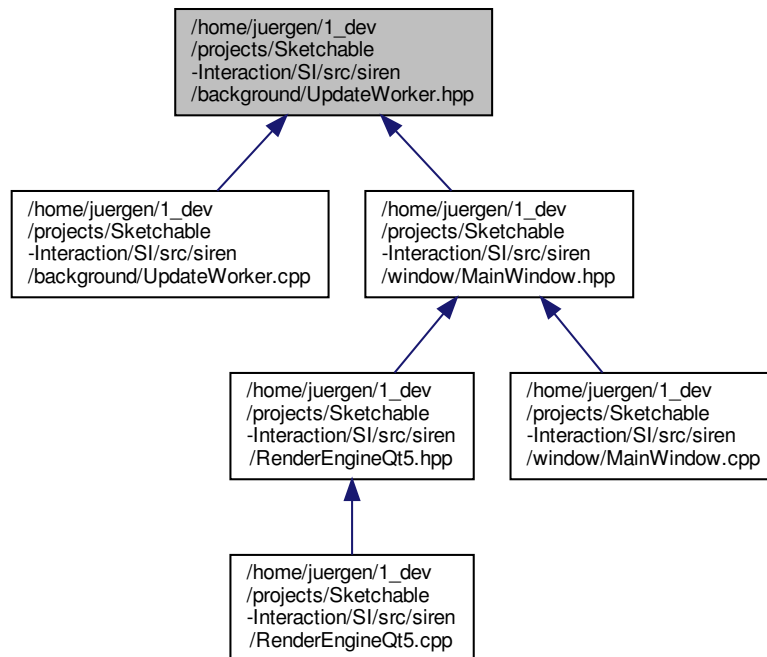 /home/juergen/1_dev
/projects/Sketchable
-Interaction/SI/src/siren
/background/UpdateWorker.hpp
/home/juergen/1_dev
/projects/Sketchable
-Interaction/SI/src/siren
/background/UpdateWorker.cpp
/home/juergen/1_dev
/projects/Sketchable
-Interaction/SI/src/siren
/window/MainWindow.hpp
/home/juergen/1_dev
/projects/Sketchable
-Interaction/SI/src/siren
/RenderEngineQt5.hpp
/home/juergen/1_dev
/projects/Sketchable
-Interaction/SI/src/siren
/window/MainWindow.cpp
/home/juergen/1_dev
/projects/Sketchable
-Interaction/SI/src/siren
/RenderEngineQt5.cpp